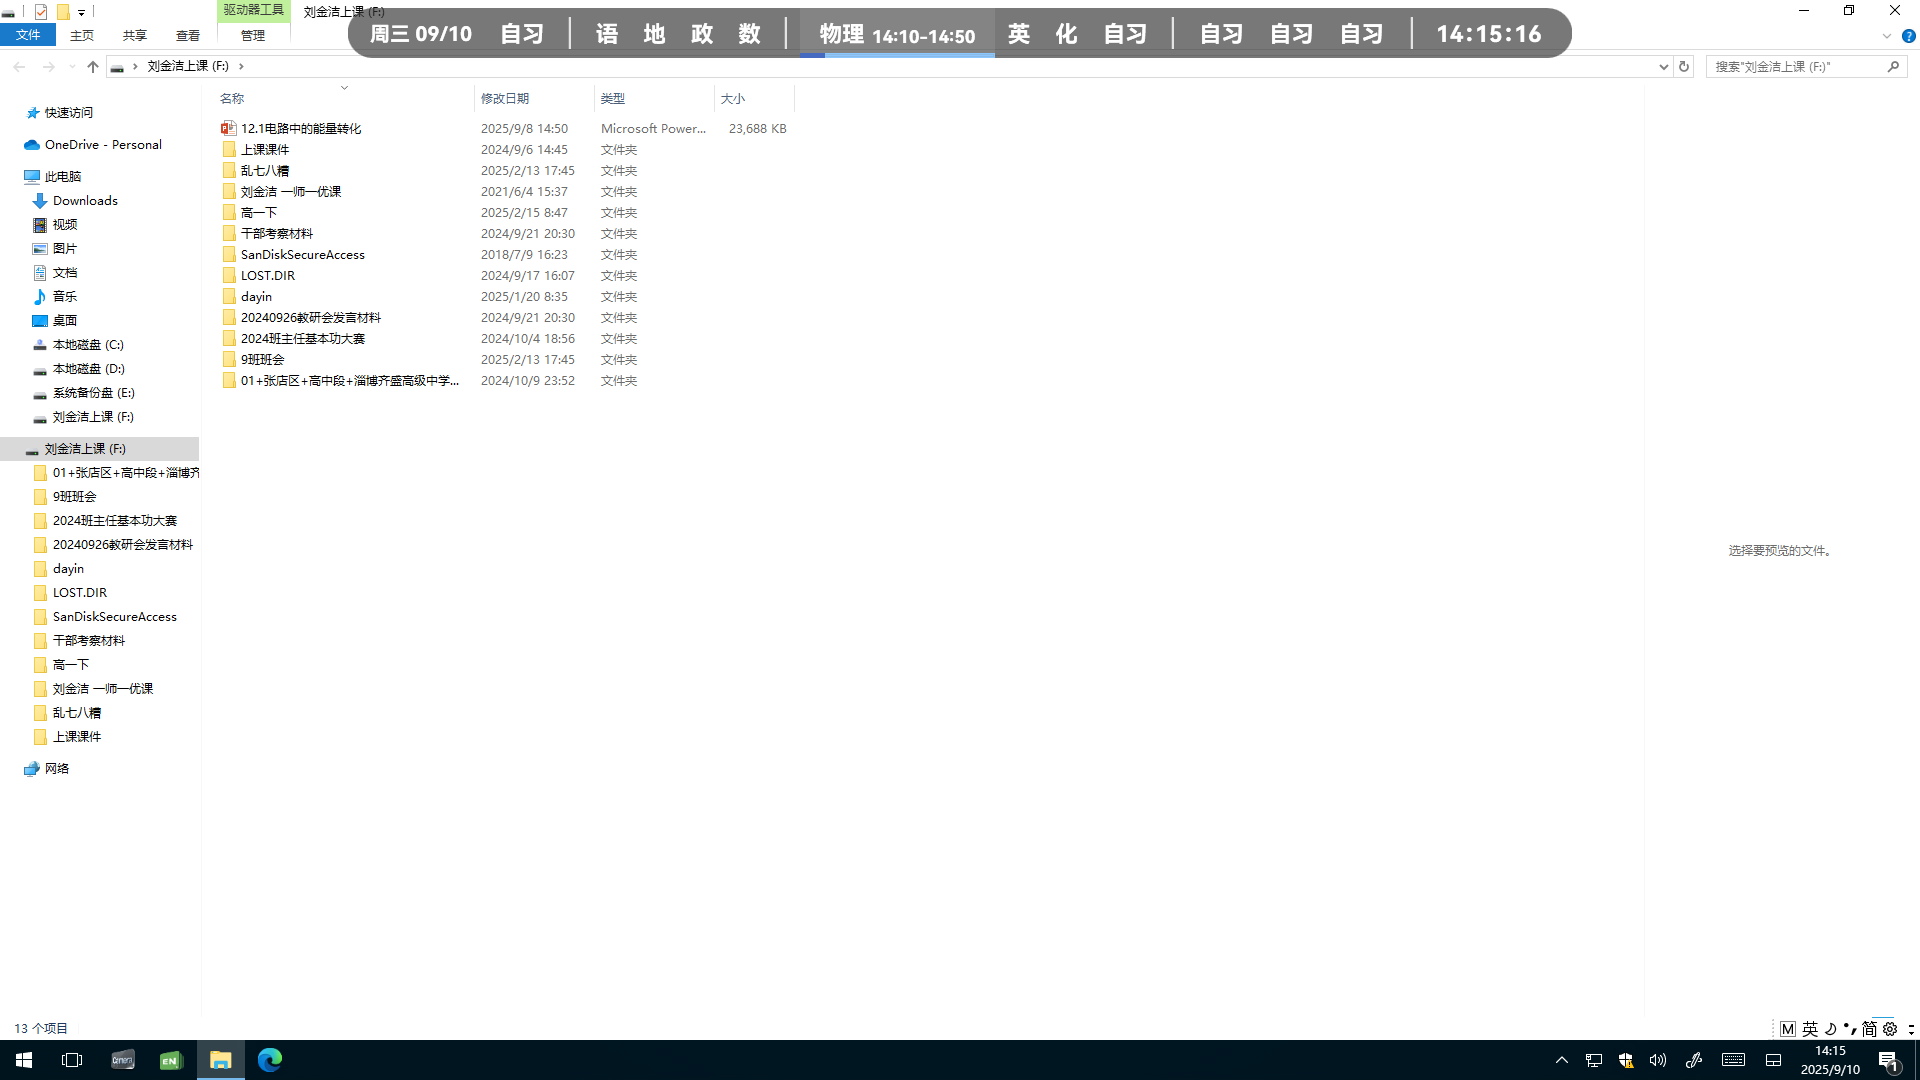 驱动器工具
刘金洁上课 (F:)
文件
主页
共享
查看
管理
周三 09/10 自习 | 语 地 政 数 | 物理 14:10-14:50 英 化 自习 | 自习 自习 自习 | 14:15:16
刘金洁上课 (F:)
搜索"刘金洁上课 (F:)"
名称 修改日期 类型 大小
12.1电路中的能量转化 2025/9/8 14:50 Microsoft Power... 23,688 KB
上课课件 2024/9/6 14:45 文件夹
乱七八糟 2025/2/13 17:45 文件夹
刘金洁 一师一优课 2021/6/4 15:37 文件夹
高一下 2025/2/15 8:47 文件夹
干部考察材料 2024/9/21 20:30 文件夹
SanDiskSecureAccess 2018/7/9 16:23 文件夹
LOST.DIR 2024/9/17 16:07 文件夹
dayin 2025/1/20 8:35 文件夹
20240926教研会发言材料 2024/9/21 20:30 文件夹
2024班主任基本功大赛 2024/10/4 18:56 文件夹
9班班会 2025/2/13 17:45 文件夹
01+张店区+高中段+淄博齐盛高级中学... 2024/10/9 23:52 文件夹
快速访问
OneDrive - Personal
此电脑
Downloads
视频
图片
文档
音乐
桌面
本地磁盘 (C:)
本地磁盘 (D:)
系统备份盘 (E:)
刘金洁上课 (F:)
刘金洁上课 (F:)
01+张店区+高中段+淄博齐
9班班会
2024班主任基本功大赛
20240926教研会发言材料
dayin
LOST.DIR
SanDiskSecureAccess
干部考察材料
高一下
刘金洁 一师一优课
乱七八糟
上课课件
网络
选择要预览的文件。
13 个项目
M 英 简
Camera
EN
14:15
2025/9/10
1